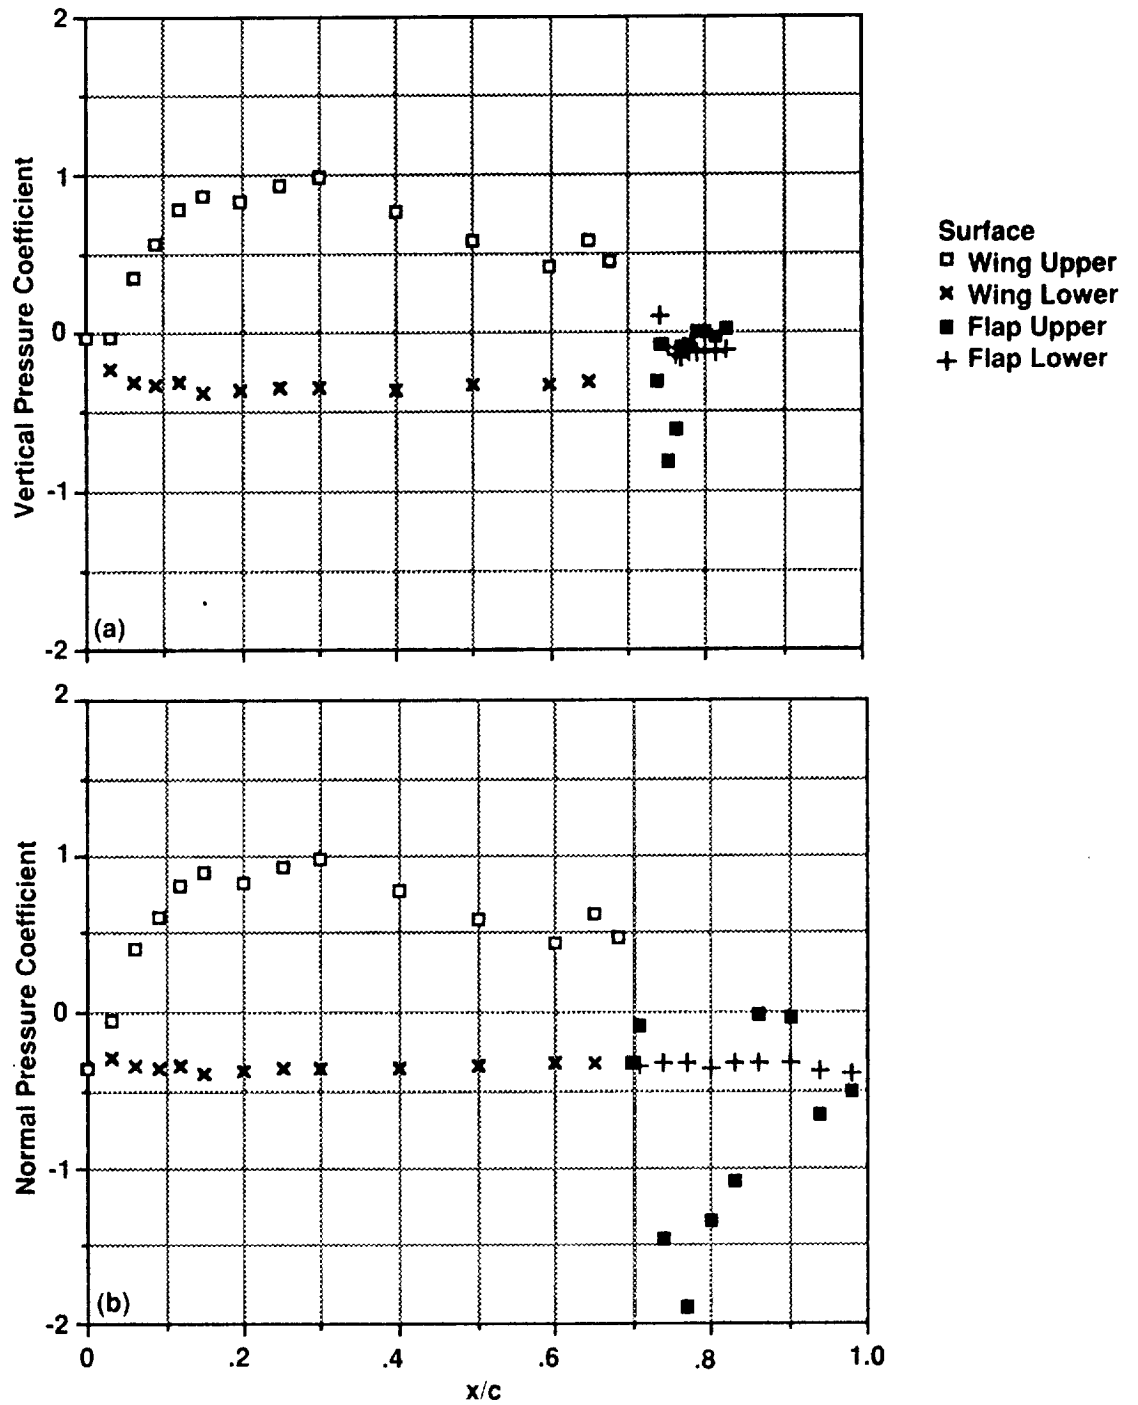 2
1
0
-1
-2
Vertical Pressure Coefficient
(a)
Surface
Wing Upper
Wing Lower
Flap Upper
Flap Lower
2
1
0
-1
-2
Normal Pressure Coefficient
(b)
0 .2 .4 .6 .8 1.0
x/c